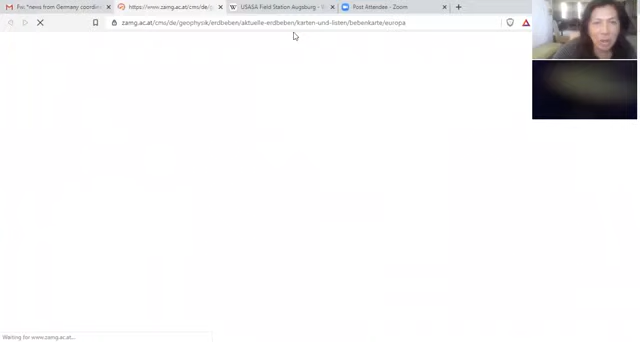 Fw: "news from Germany coordin
https://www.zamg.ac.at/cms/de/g
USASA Field Station Augsburg - W
Post Attendee - Zoom
zamg.ac.at/cms/de/geophysik/erdbeben/aktuelle-erdbeben/karten-und-listen/bebenkarte/europa
Waiting for www.zamg.ac.at...